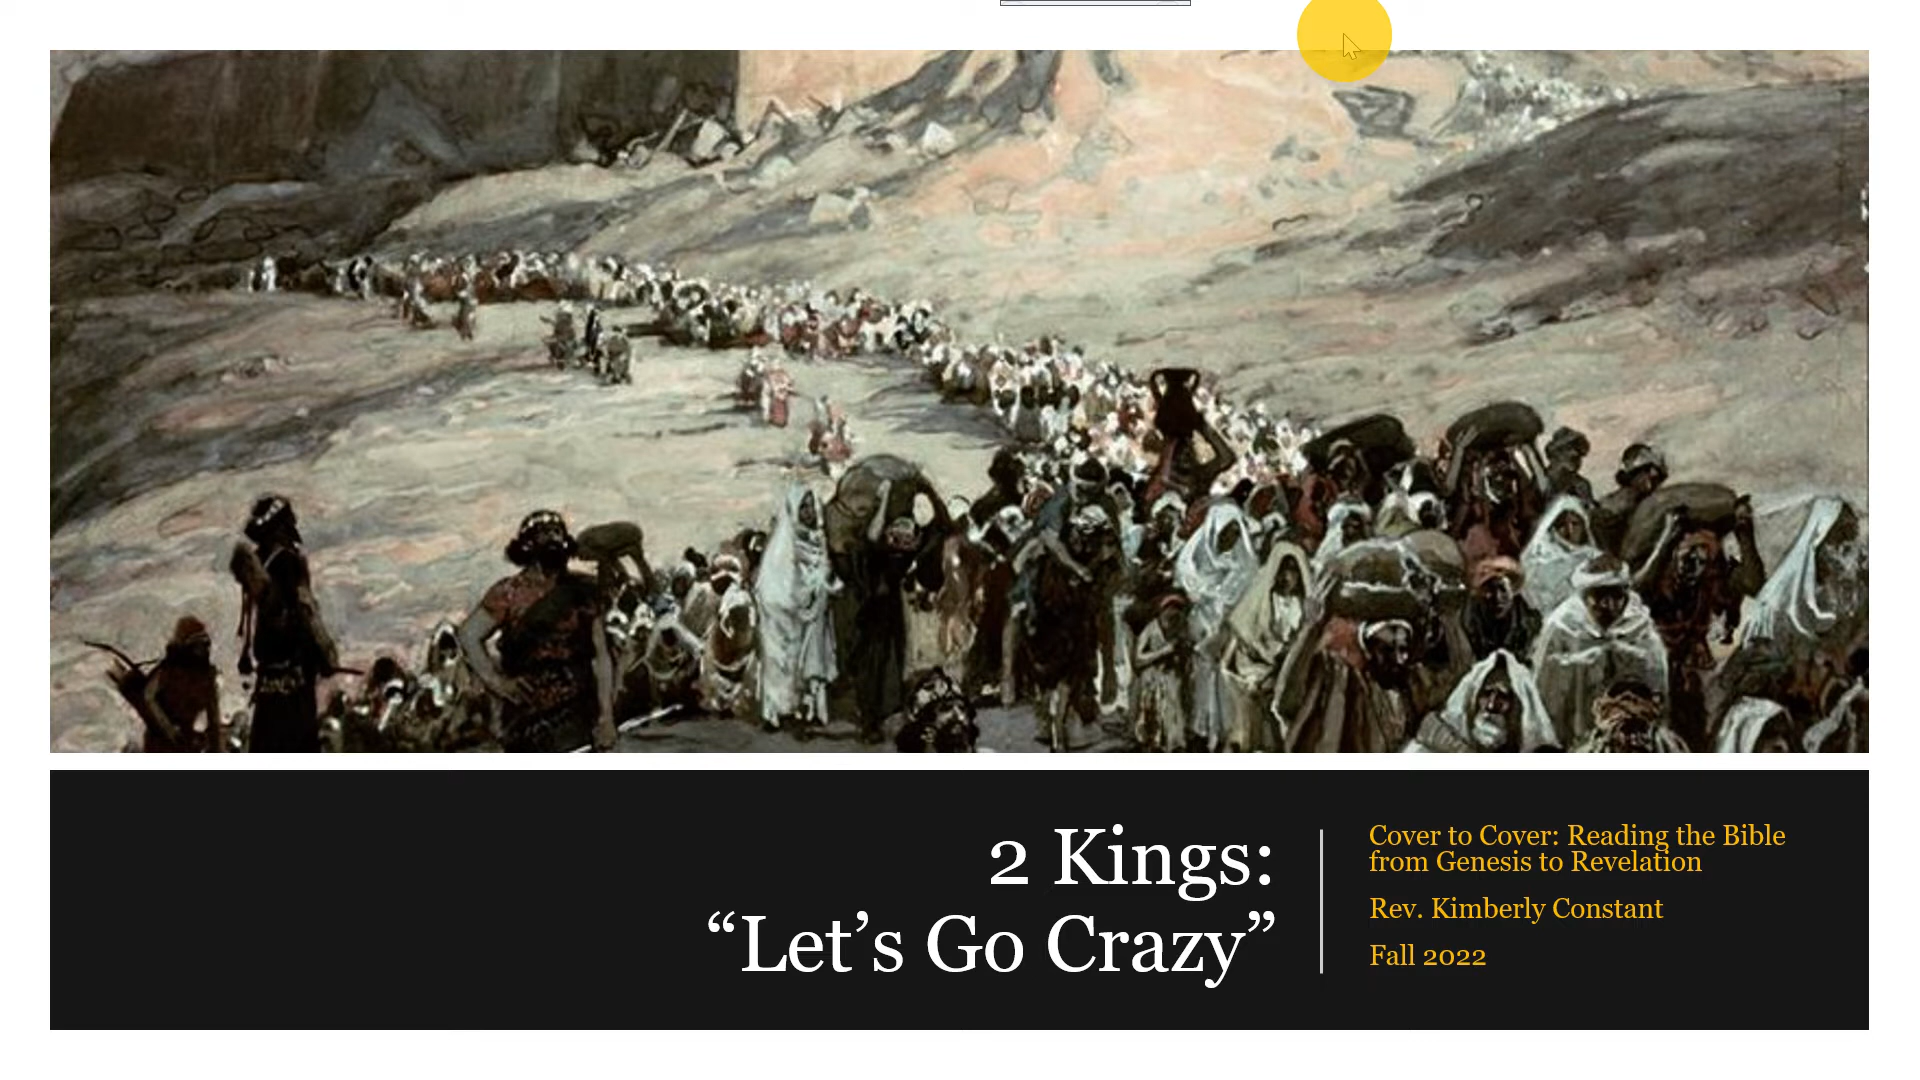 2 Kings:
“Let’s Go Crazy”
Cover to Cover: Reading the Bible
from Genesis to Revelation
Rev. Kimberly Constant
Fall 2022